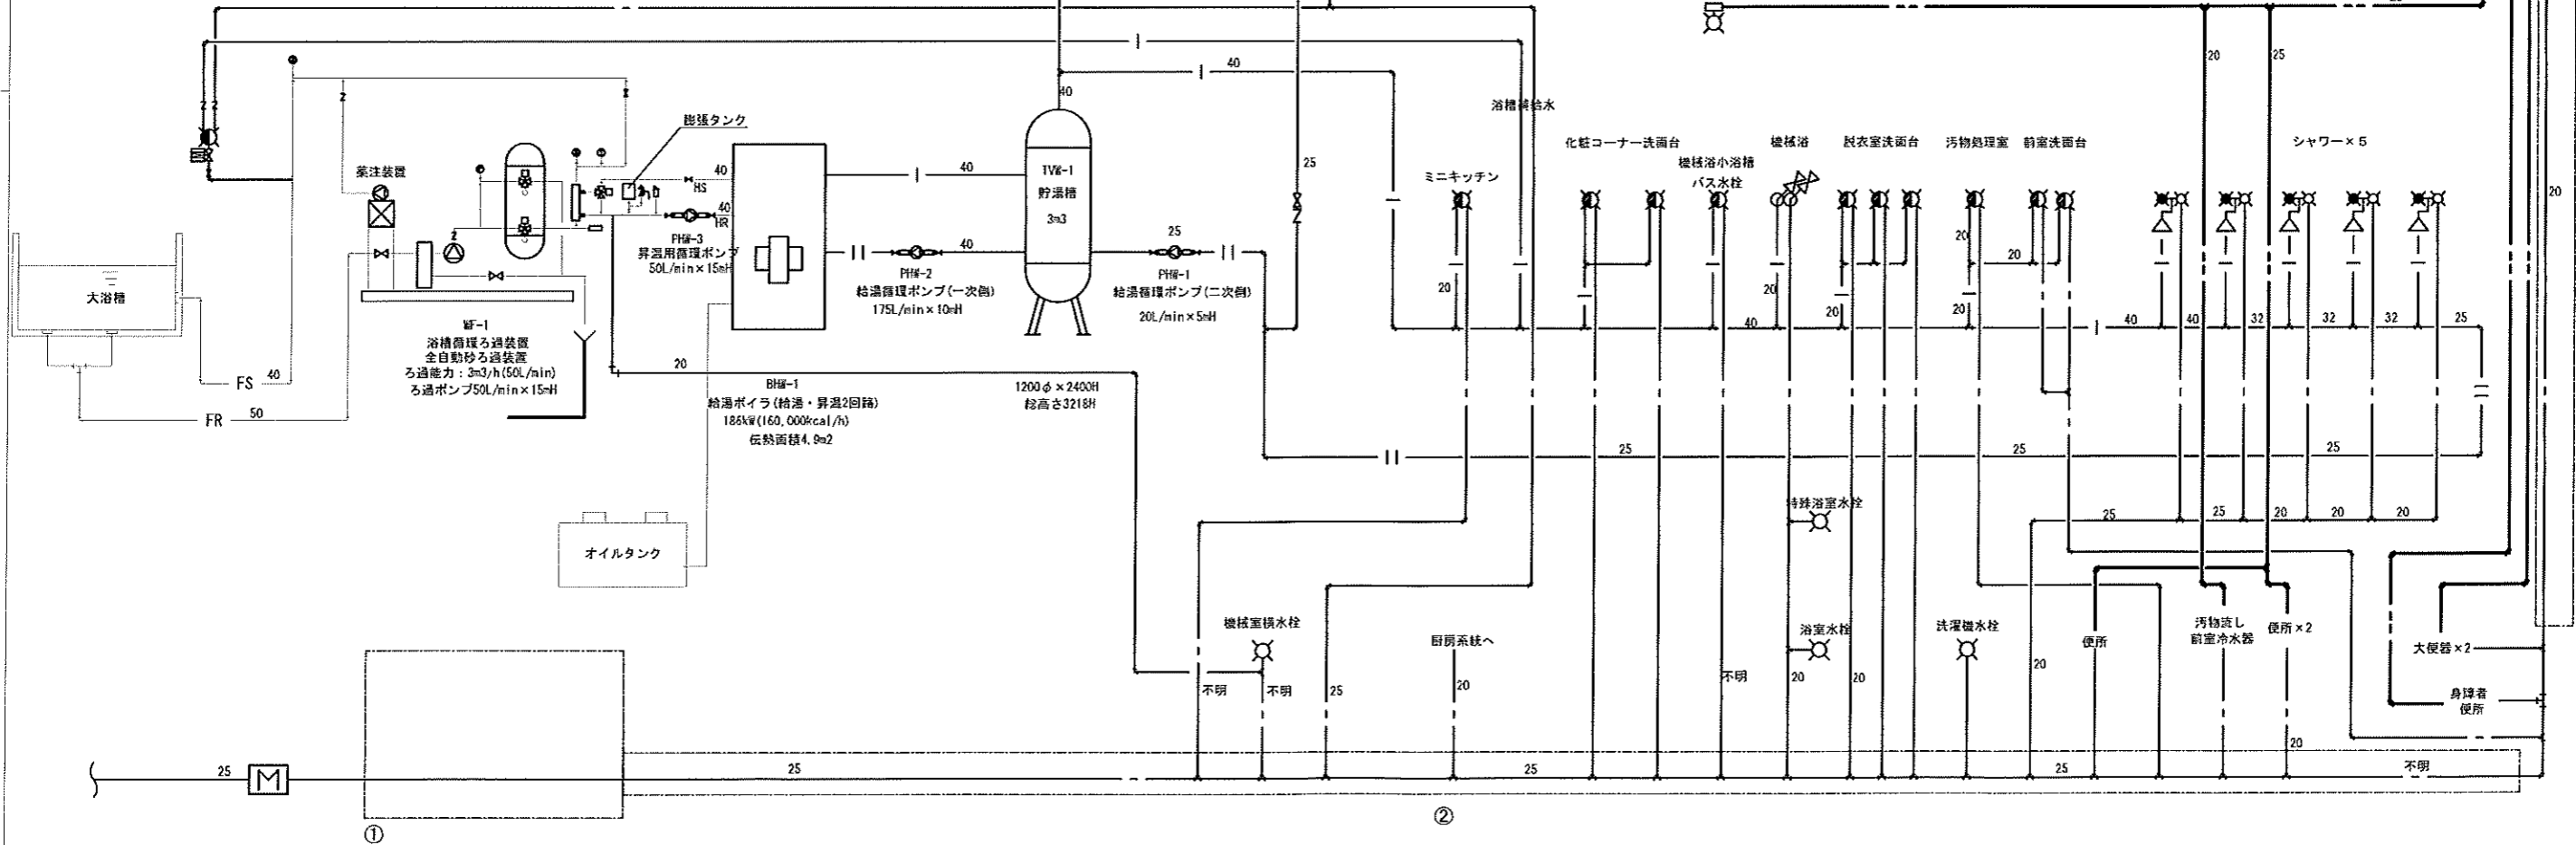 20
25
40
40
浴槽補給水
膨張タンク
薬注装置
化粧コーナー洗面台
機械浴
脱衣室洗面台
汚物処理室
前室洗面台
シャワー×5
機械浴小浴槽
バス水栓
ミニキッチン
TVW-1
貯湯槽
3m3
40
HS
40
HR
40
40
25
25
20
PHW-3
昇温用循環ポンプ
50L/min×15mH
PHW-2
給湯循環ポンプ(一次側)
175L/min×10mH
PHW-1
給湯循環ポンプ(二次側)
20L/min×5mH
大浴槽
WF-1
浴槽循環ろ過装置
全自動砂ろ過装置
ろ過能力:3m3/h(50L/min)
ろ過ポンプ50L/min×15mH
FS 40
FR 50
20
BHW-1
給湯ボイラ(給湯・昇温2回路)
186kW(160,000kcal/h)
伝熱面積4.9m2
1200φ×2400H
総高さ3218H
20
20
20
20
20
20
40
40
40
32
32
32
25
25
25
25
オイルタンク
特殊浴室水栓
25
25
20
20
20
機械室横水栓
厨房系統へ
浴室水栓
洗濯機水栓
便所
汚物流し
前室冷水器
便所×2
大便器×2
身障者
便所
不明
不明
25
20
不明
20
20
20
20
25
M
25
25
25
不明
①
②